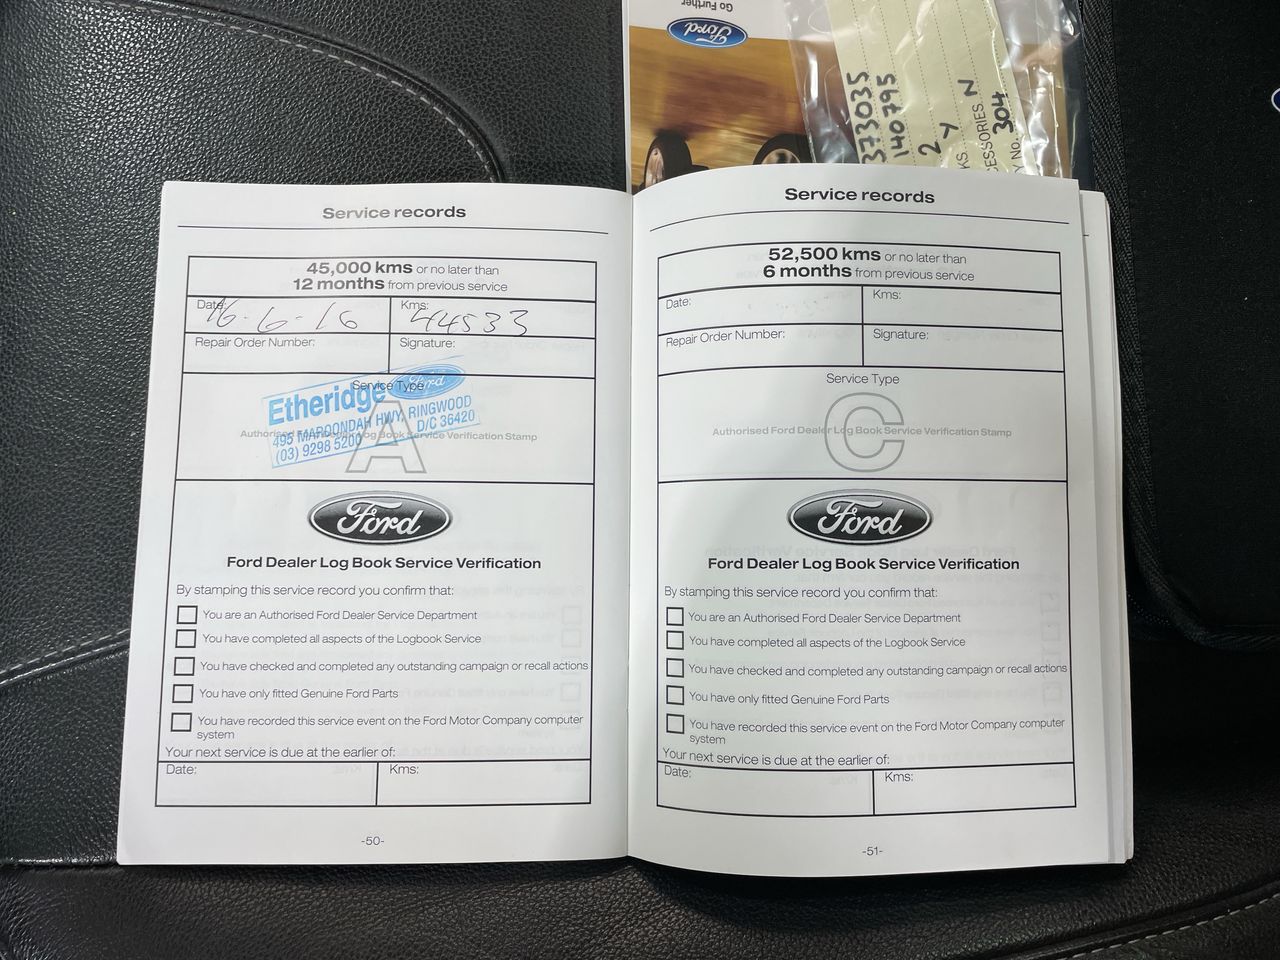 Go Further
Ford
373035
140795
2
Y
KS.
CESSORIES. N
Y No. 304
Service records
45,000 kms or no later than
12 months from previous service
Date: 16-6-16
Kms: 44533
Repair Order Number:
Signature:
Service Type
Etheridge Ford
495 MAROONDAH HWY, RINGWOOD
(03) 9298 5200 D/C 36420
A
Authorised Ford Dealer Log Book Service Verification Stamp
Ford
Ford Dealer Log Book Service Verification
By stamping this service record you confirm that:
You are an Authorised Ford Dealer Service Department
You have completed all aspects of the Logbook Service
You have checked and completed any outstanding campaign or recall actions
You have only fitted Genuine Ford Parts
You have recorded this service event on the Ford Motor Company computer
system
Your next service is due at the earlier of:
Date:
Kms:
-50-
Service records
52,500 kms or no later than
6 months from previous service
Date:
Kms:
Repair Order Number:
Signature:
Service Type
C
Authorised Ford Dealer Log Book Service Verification Stamp
Ford
Ford Dealer Log Book Service Verification
By stamping this service record you confirm that:
You are an Authorised Ford Dealer Service Department
You have completed all aspects of the Logbook Service
You have checked and completed any outstanding campaign or recall actions
You have only fitted Genuine Ford Parts
You have recorded this service event on the Ford Motor Company computer
system
Your next service is due at the earlier of:
Date:
Kms:
-51-